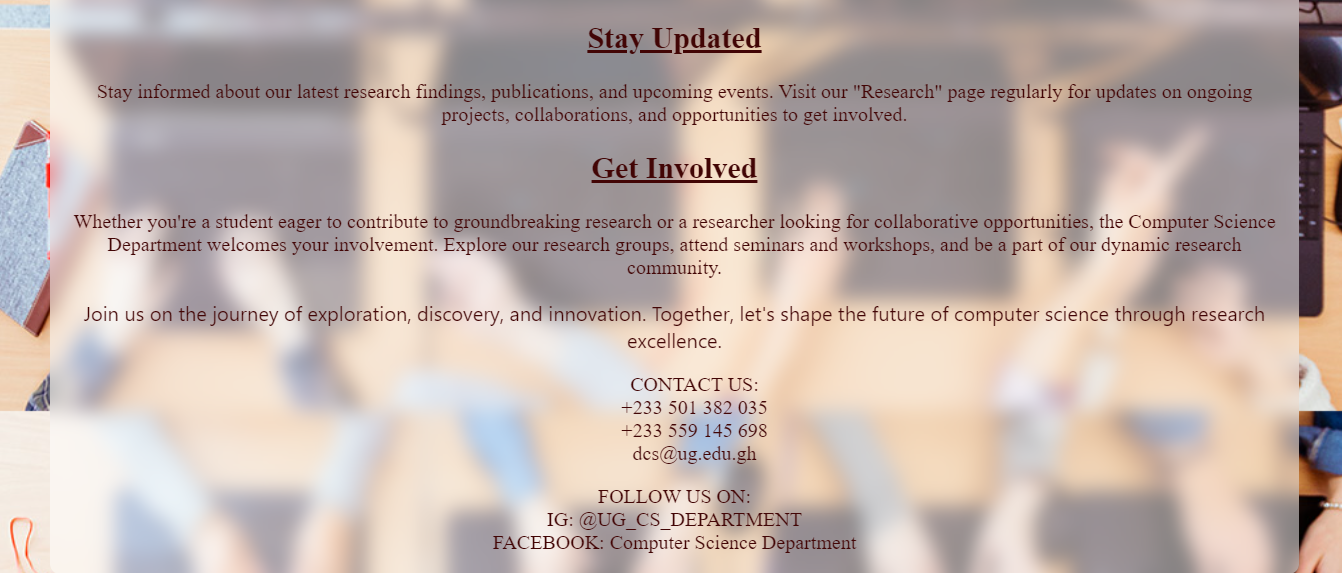 Stay Updated
Stay informed about our latest research findings, publications, and upcoming events. Visit our "Research" page regularly for updates on ongoing
projects, collaborations, and opportunities to get involved.
Get Involved
Whether you're a student eager to contribute to groundbreaking research or a researcher looking for collaborative opportunities, the Computer Science
Department welcomes your involvement. Explore our research groups, attend seminars and workshops, and be a part of our dynamic research
community.
Join us on the journey of exploration, discovery, and innovation. Together, let's shape the future of computer science through research
excellence.
CONTACT US:
+233 501 382 035
+233 559 145 698
dcs@ug.edu.gh
FOLLOW US ON:
IG: @UG_CS_DEPARTMENT
FACEBOOK: Computer Science Department